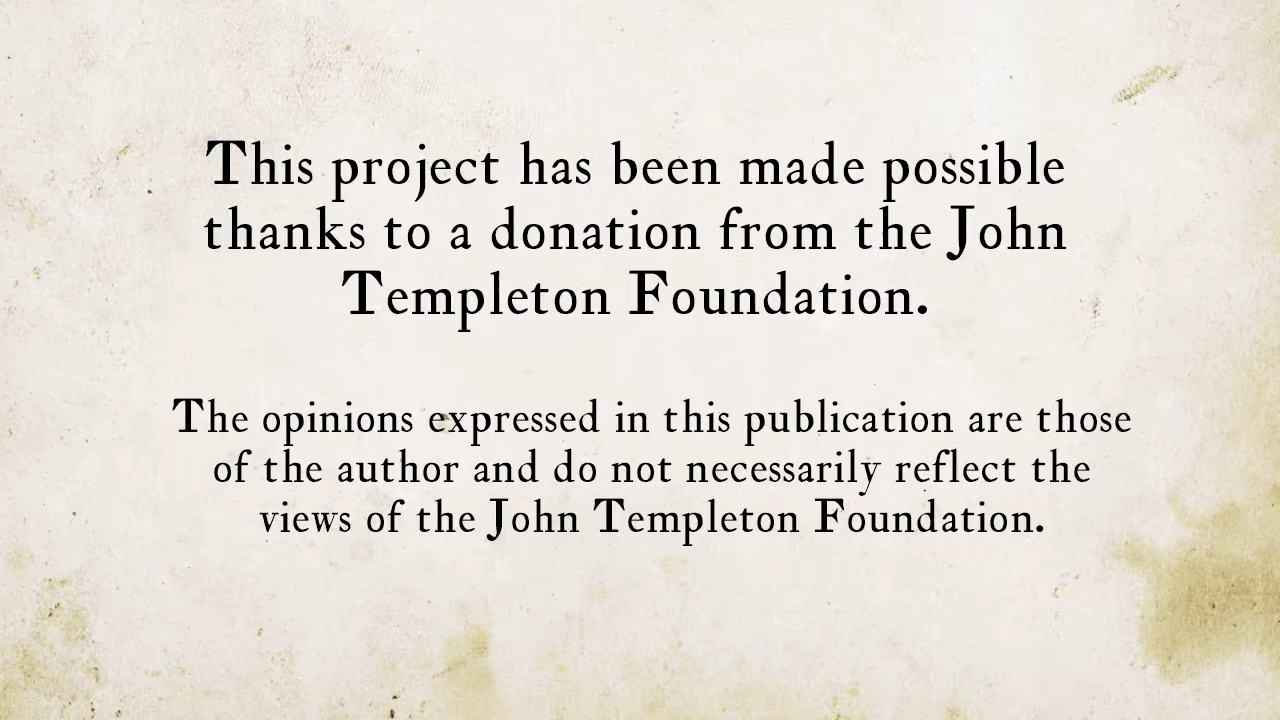 This project has been made possible
thanks to a donation from the John
Templeton Foundation.
The opinions expressed in this publication are those
of the author and do not necessarily reflect the
views of the John Templeton Foundation.